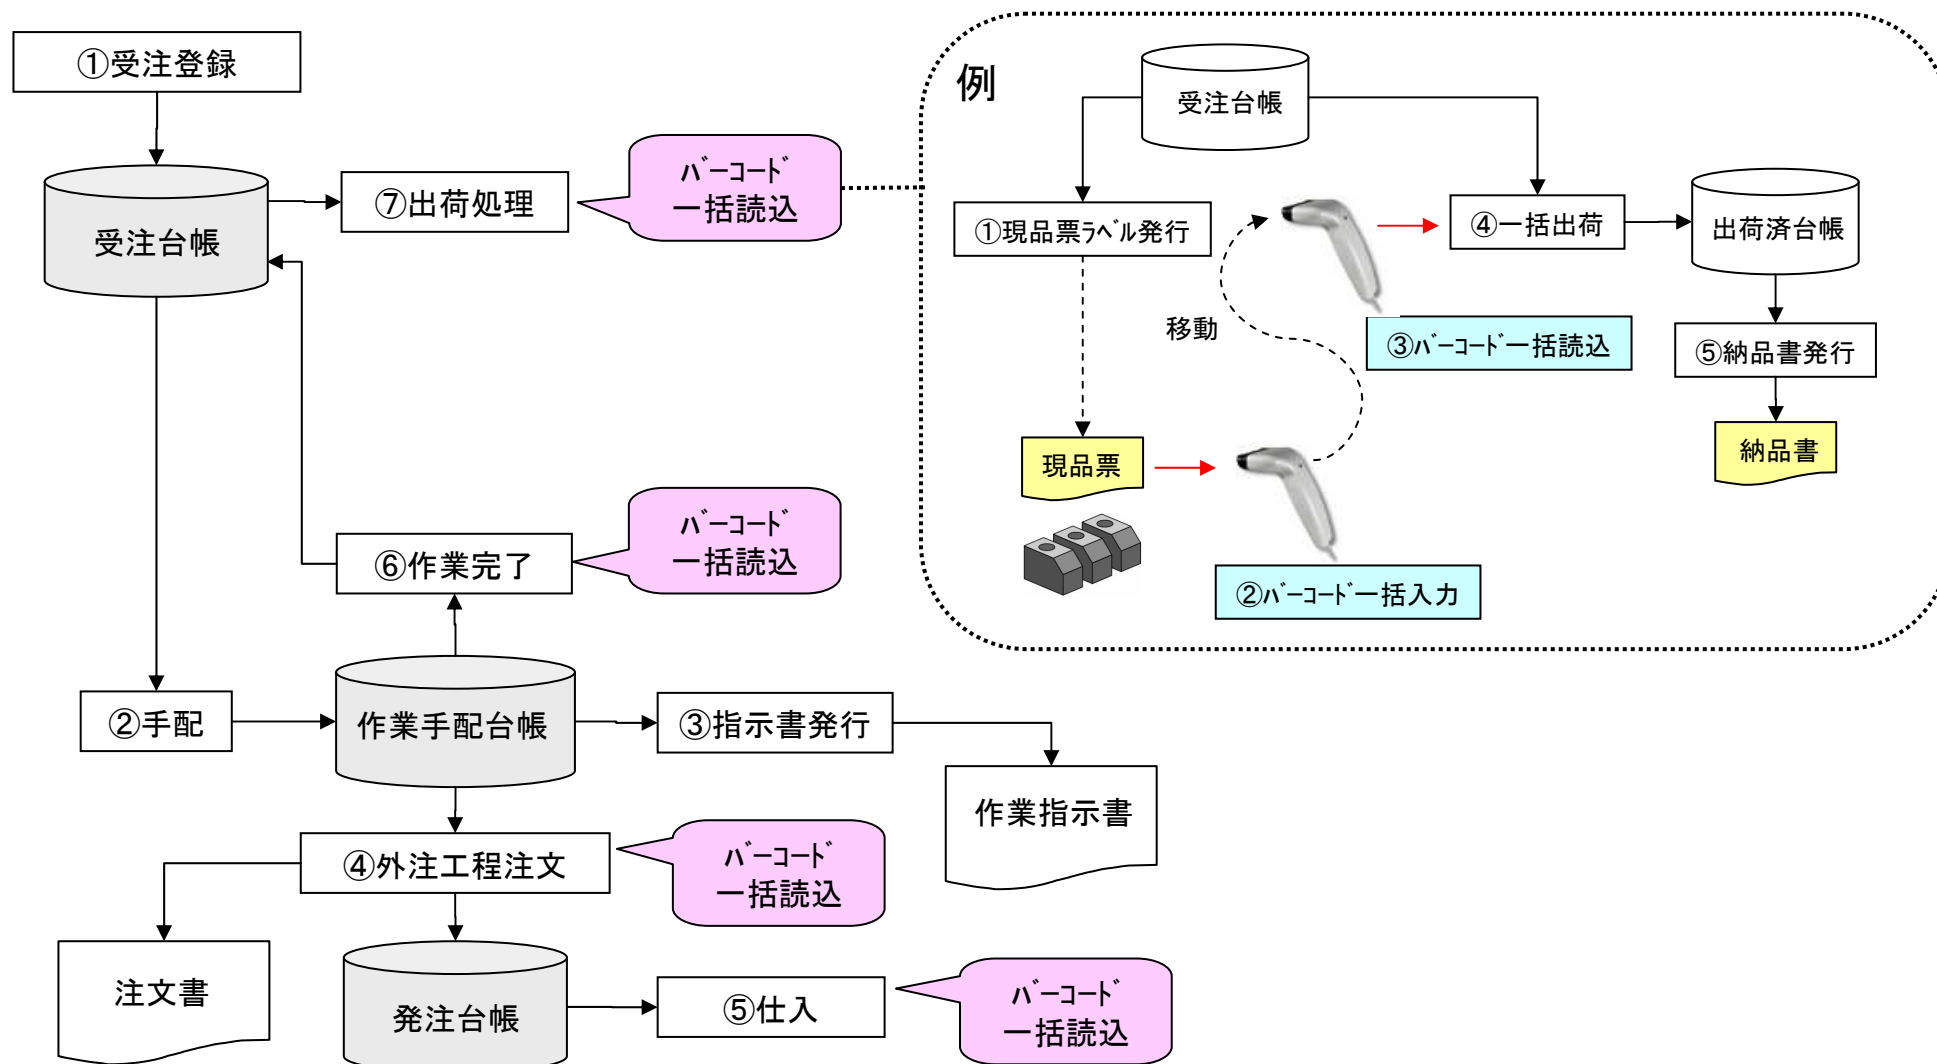 ①受注登録
受注台帳
⑦出荷処理
ﾊﾞｰｺｰﾄﾞ
一括読込
⑥作業完了
ﾊﾞｰｺｰﾄﾞ
一括読込
②手配
作業手配台帳
③指示書発行
作業指示書
④外注工程注文
ﾊﾞｰｺｰﾄﾞ
一括読込
注文書
発注台帳
⑤仕入
ﾊﾞｰｺｰﾄﾞ
一括読込
例
受注台帳
①現品票ﾗﾍﾞﾙ発行
④一括出荷
出荷済台帳
移動
③ﾊﾞｰｺｰﾄﾞ一括読込
⑤納品書発行
現品票
納品書
②ﾊﾞｰｺｰﾄﾞ一括入力